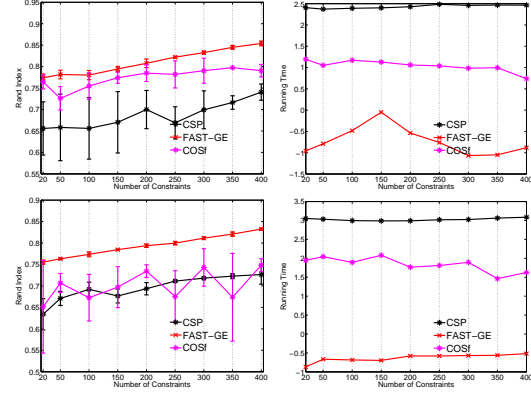 0.95
0.9
0.85
0.8
0.75
0.7
0.65
0.6
0.55
Rand Index
20 50 100 150 200 250 300 350 400
Number of Constraints
CSP
FAST−GE
COSf
2.5
2
1.5
1
0.5
0
−0.5
−1
−1.5
Running Time
20 50 100 150 200 250 300 350 400
Number of Constraints
CSP
FAST−GE
COSf
0.9
0.85
0.8
0.75
0.7
0.65
0.6
0.55
0.5
Rand Index
20 50 100 150 200 250 300 350 400
Number of Constraints
CSP
FAST−GE
COSf
3.5
3
2.5
2
1.5
1
0.5
0
−0.5
−1
Running Time
20 50 100 150 200 250 300 350 400
Number of Constraints
CSP
FAST−GE
COSf